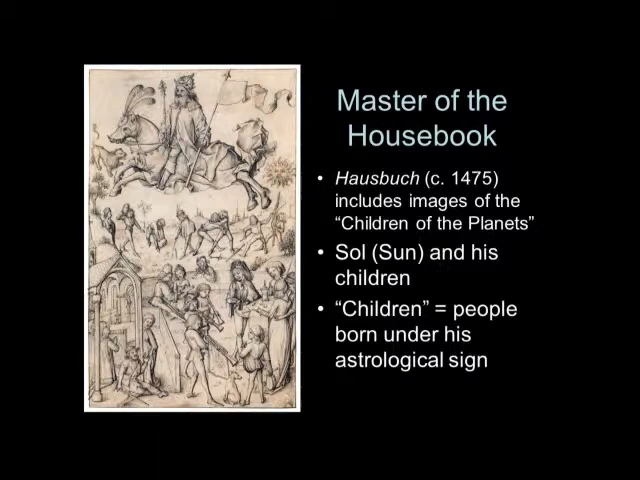 Master of the
Housebook
• Hausbuch (c. 1475)
includes images of the
“Children of the Planets”
• Sol (Sun) and his
children
• “Children” = people
born under his
astrological sign